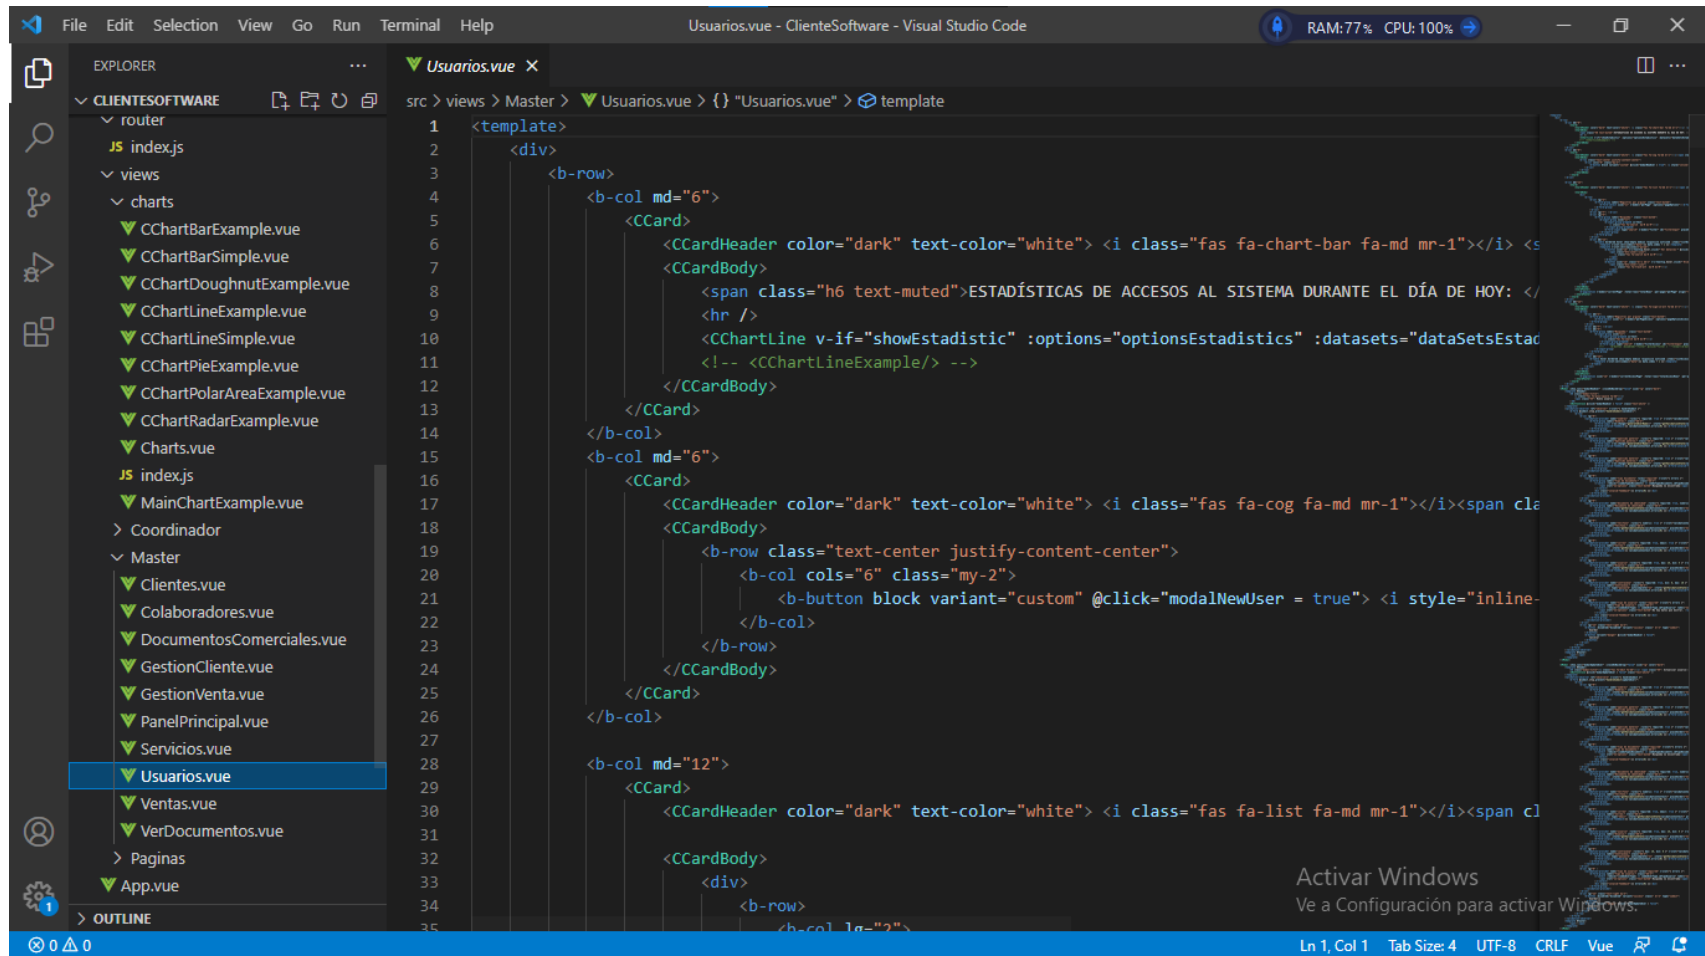 File Edit Selection View Go Run Terminal Help
Usuarios.vue - ClienteSoftware - Visual Studio Code
RAM:77% CPU:100%
EXPLORER
CLIENTESOFTWARE
router
JS index.js
views
charts
CChartBarExample.vue
CChartBarSimple.vue
CChartDoughnutExample.vue
CChartLineExample.vue
CChartLineSimple.vue
CChartPieExample.vue
CChartPolarAreaExample.vue
CChartRadarExample.vue
Charts.vue
JS index.js
MainChartExample.vue
Coordinador
Master
Clientes.vue
Colaboradores.vue
DocumentosComerciales.vue
GestionCliente.vue
GestionVenta.vue
PanelPrincipal.vue
Servicios.vue
Usuarios.vue
Ventas.vue
VerDocumentos.vue
Paginas
App.vue
OUTLINE
1
Usuarios.vue
src > views > Master > Usuarios.vue > {} "Usuarios.vue" > template
1 <template>
2 <div>
3 <b-row>
4 <b-col md="6">
5 <CCard>
6 <CCardHeader color="dark" text-color="white"> <i class="fas fa-chart-bar fa-md mr-1"></i> <s
7 <CCardBody>
8 <span class="h6 text-muted">ESTADÍSTICAS DE ACCESOS AL SISTEMA DURANTE EL DÍA DE HOY: </
9 <hr />
10 <CChartLine v-if="showEstadistic" :options="optionsEstadistics" :datasets="dataSetsEstad
11 <!-- <CChartLineExample/> -->
12 </CCardBody>
13 </CCard>
14 </b-col>
15 <b-col md="6">
16 <CCard>
17 <CCardHeader color="dark" text-color="white"> <i class="fas fa-cog fa-md mr-1"></i><span cla
18 <CCardBody>
19 <b-row class="text-center justify-content-center">
20 <b-col cols="6" class="my-2">
21 <b-button block variant="custom" @click="modalNewUser = true"> <i style="inline-
22 </b-col>
23 </b-row>
24 </CCardBody>
25 </CCard>
26 </b-col>
27
28 <b-col md="12">
29 <CCard>
30 <CCardHeader color="dark" text-color="white"> <i class="fas fa-list fa-md mr-1"></i><span cl
31
32 <CCardBody>
33 <div>
34 <b-row>
35 <b-col lg="2">
Activar Windows
Ve a Configuración para activar Windows.
0 0
Ln 1, Col 1 Tab Size: 4 UTF-8 CRLF Vue